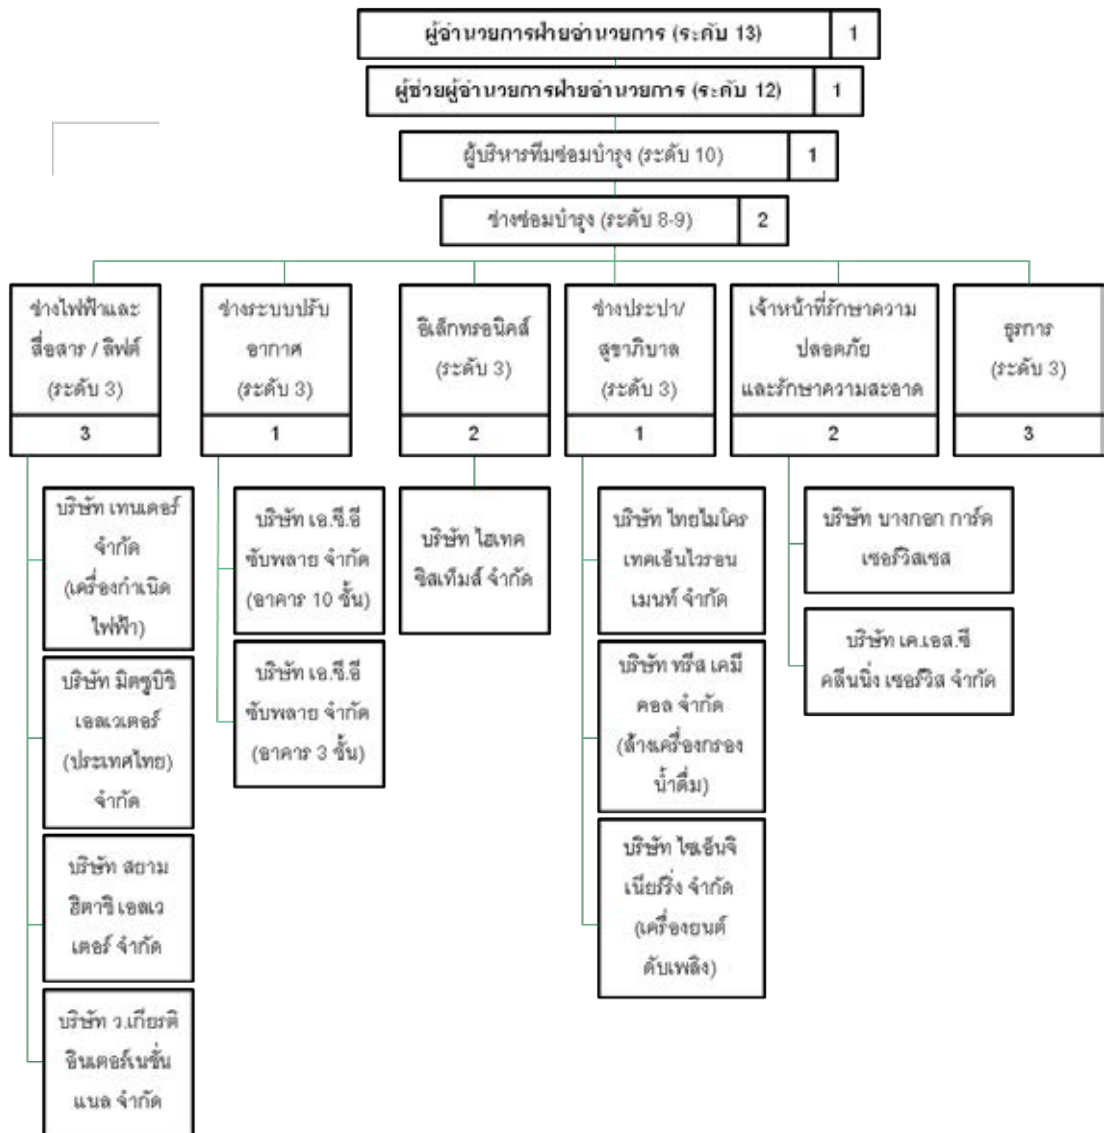 ผู้อำนวยการฝ่ายอำนวยการ (ระดับ 13) 1
ผู้ช่วยผู้อำนวยการฝ่ายอำนวยการ (ระดับ 12) 1
ผู้บริหารทีมซ่อมบำรุง (ระดับ 10) 1
ช่างซ่อมบำรุง (ระดับ 8-9) 2
ช่างไฟฟ้าและ
สื่อสาร / ลิฟต์
(ระดับ 3)
3
ช่างระบบปรับ
อากาศ
(ระดับ 3)
1
อิเล็กทรอนิคส์
(ระดับ 3)
2
ช่างประปา/
สุขาภิบาล
(ระดับ 3)
1
เจ้าหน้าที่รักษาความ
ปลอดภัย
และรักษาความสะอาด
2
ธุรการ
(ระดับ 3)
3
บริษัท เทนเดอร์
จำกัด
(เครื่องกำเนิด
ไฟฟ้า)
บริษัท มิตซูบิชิ
เอลเวเตอร์
(ประเทศไทย)
จำกัด
บริษัท สยาม
ฮิตาชิ เอลเว
เตอร์ จำกัด
บริษัท ว.เกียรติ
อินเตอร์เนชั่น
แนล จำกัด
บริษัท เอ.ซี.อี
ซับพลาย จำกัด
(อาคาร 10 ชั้น)
บริษัท เอ.ซี.อี
ซับพลาย จำกัด
(อาคาร 3 ชั้น)
บริษัท ไฮเทค
ซิสเท็มส์ จำกัด
บริษัท ไทยไมโคร
เทคเอ็นไวรอน
เมนท์ จำกัด
บริษัท ทรีส เคมี
คอล จำกัด
(ล้างเครื่องกรอง
น้ำดื่ม)
บริษัท ไซเอ็นจิ
เนียร์ริ่ง จำกัด
(เครื่องยนต์
ดับเพลิง)
บริษัท บางกอก การ์ด
เซอร์วิสเซส
บริษัท เค.เอส.ซี
คลีนนิ่ง เซอร์วิส จำกัด